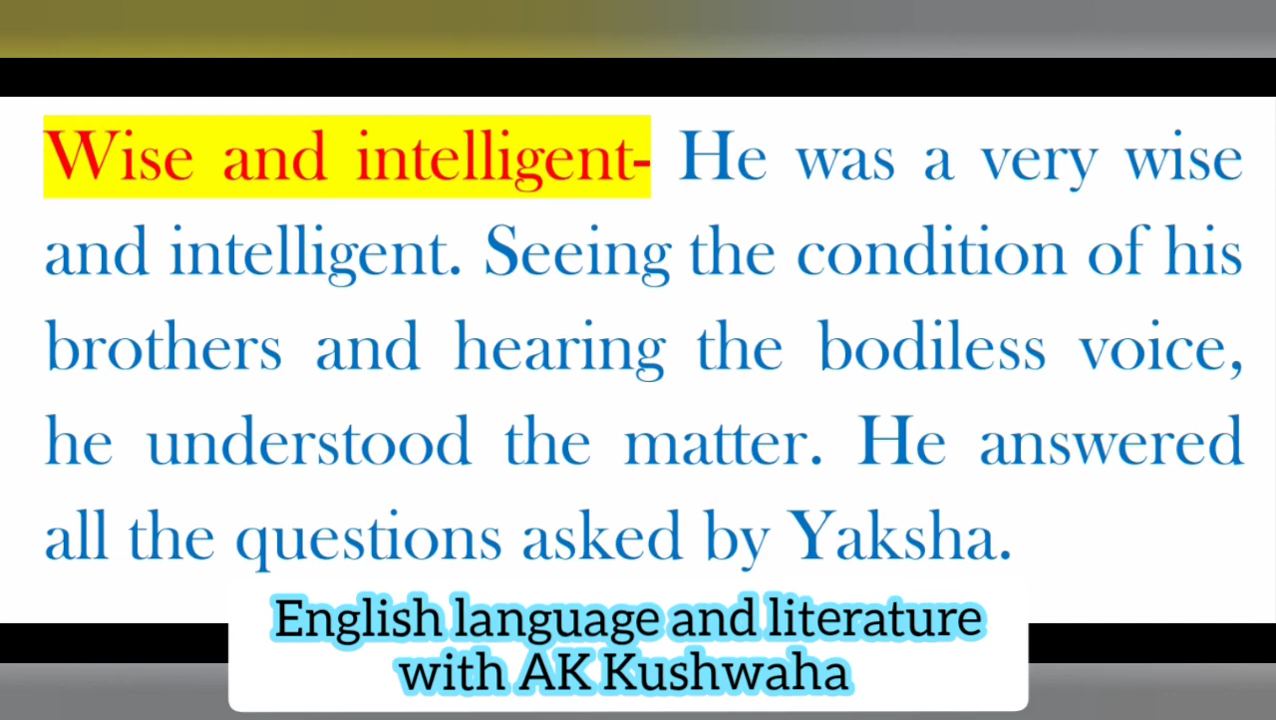 Wise and intelligent- He was a very wise
and intelligent. Seeing the condition of his
brothers and hearing the bodiless voice,
he understood the matter. He answered
all the questions asked by Yaksha.
English language and literature
with AK Kushwaha